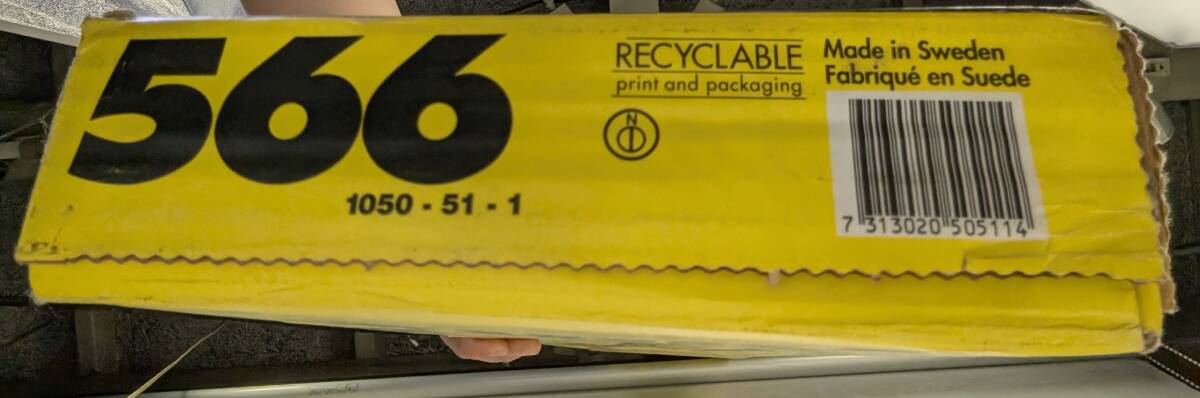 566
1050 - 51 - 1
RECYCLABLE
print and packaging
N
Made in Sweden
Fabriqué en Suede
7 313020 505114